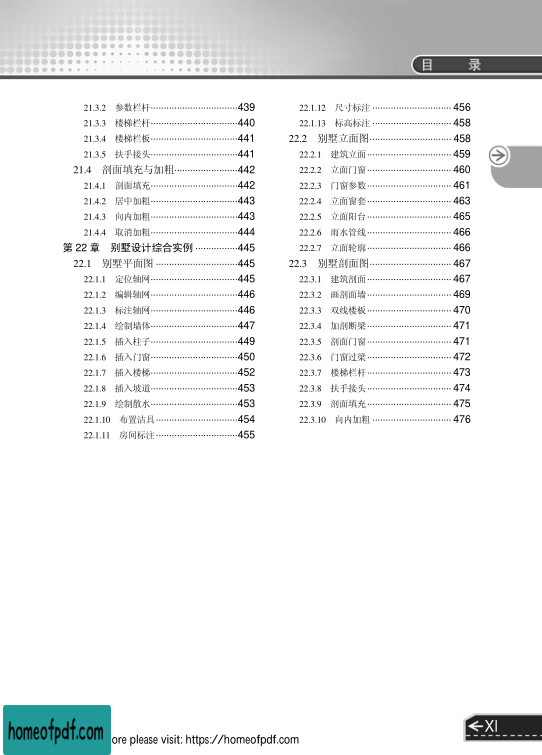 目 录
21.3.2 参数栏杆……………………………439
21.3.3 楼梯栏杆……………………………440
21.3.4 楼梯栏板……………………………441
21.3.5 扶手接头……………………………441
21.4 剖面填充与加粗……………………442
21.4.1 剖面填充……………………………442
21.4.2 居中加粗……………………………443
21.4.3 向内加粗……………………………443
21.4.4 取消加粗……………………………444
第 22 章 别墅设计综合实例……………445
22.1 别墅平面图……………………………445
22.1.1 定位轴网……………………………445
22.1.2 编辑轴网……………………………446
22.1.3 标注轴网……………………………446
22.1.4 绘制墙体……………………………447
22.1.5 插入柱子……………………………449
22.1.6 插入门窗……………………………450
22.1.7 插入楼梯……………………………452
22.1.8 插入坡道……………………………453
22.1.9 绘制散水……………………………453
22.1.10 布置洁具……………………………454
22.1.11 房间标注……………………………455
22.1.12 尺寸标注……………………………456
22.1.13 标高标注……………………………458
22.2 别墅立面图……………………………458
22.2.1 建筑立面……………………………459
22.2.2 立面门窗……………………………460
22.2.3 门窗参数……………………………461
22.2.4 立面窗套……………………………463
22.2.5 立面阳台……………………………465
22.2.6 雨水管线……………………………466
22.2.7 立面轮廓……………………………466
22.3 别墅剖面图……………………………467
22.3.1 建筑剖面……………………………467
22.3.2 画剖面墙……………………………469
22.3.3 双线楼板……………………………470
22.3.4 加剖断梁……………………………471
22.3.5 剖面门窗……………………………471
22.3.6 门窗过梁……………………………472
22.3.7 楼梯栏杆……………………………473
22.3.8 扶手接头……………………………474
22.3.9 剖面填充……………………………475
22.3.10 向内加粗……………………………476
XI
homeofpdf.com
ore please visit: https://homeofpdf.com